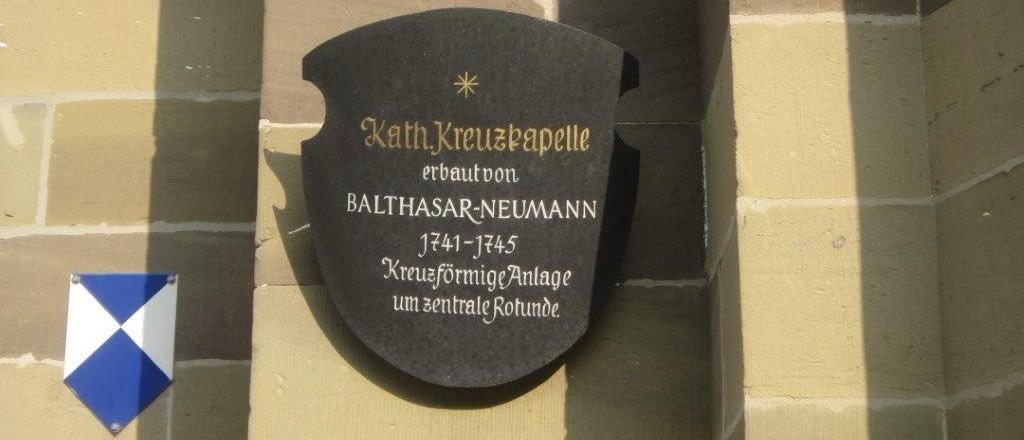 Kath. Kreuzkapelle
erbaut von
BALTHASAR-NEUMANN
1741-1745
Kreuzförmige Anlage
um zentrale Rotunde.